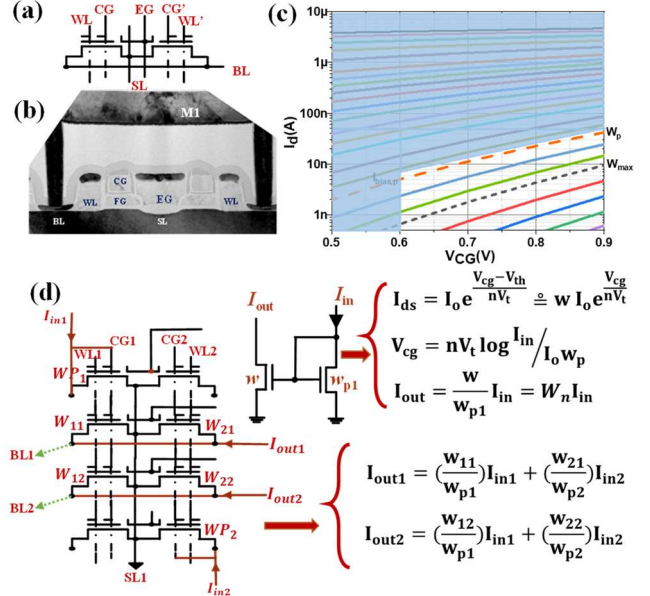 (a)
WL CG EG CG' WL'
BL
SL
(b)
M1
CG
WL FG EG WL
BL SL
(c)
10μ
1μ
100n
10n
1n
I_d(A)
W_p
W_max
I_bias,p
0.5 0.6 0.7 0.8 0.9
V_CG(V)
(d)
I_in1
CG1 CG2
WL1 WL2
WP_1
W_11 W_21
BL1
I_out1
W_12 W_22
BL2
I_out2
WP_2
SL1
I_in2
I_out I_in
w w_p1
I_ds = I_o e^{(V_cg−V_th)/(nV_t)} ≗ w I_o e^{V_cg/(nV_t)}
V_cg = nV_t log I_in/I_o w_p
I_out = (w/w_p1) I_in = W_n I_in
I_out1 = (w_11/w_p1)I_in1 + (w_21/w_p2)I_in2
I_out2 = (w_12/w_p1)I_in1 + (w_22/w_p2)I_in2